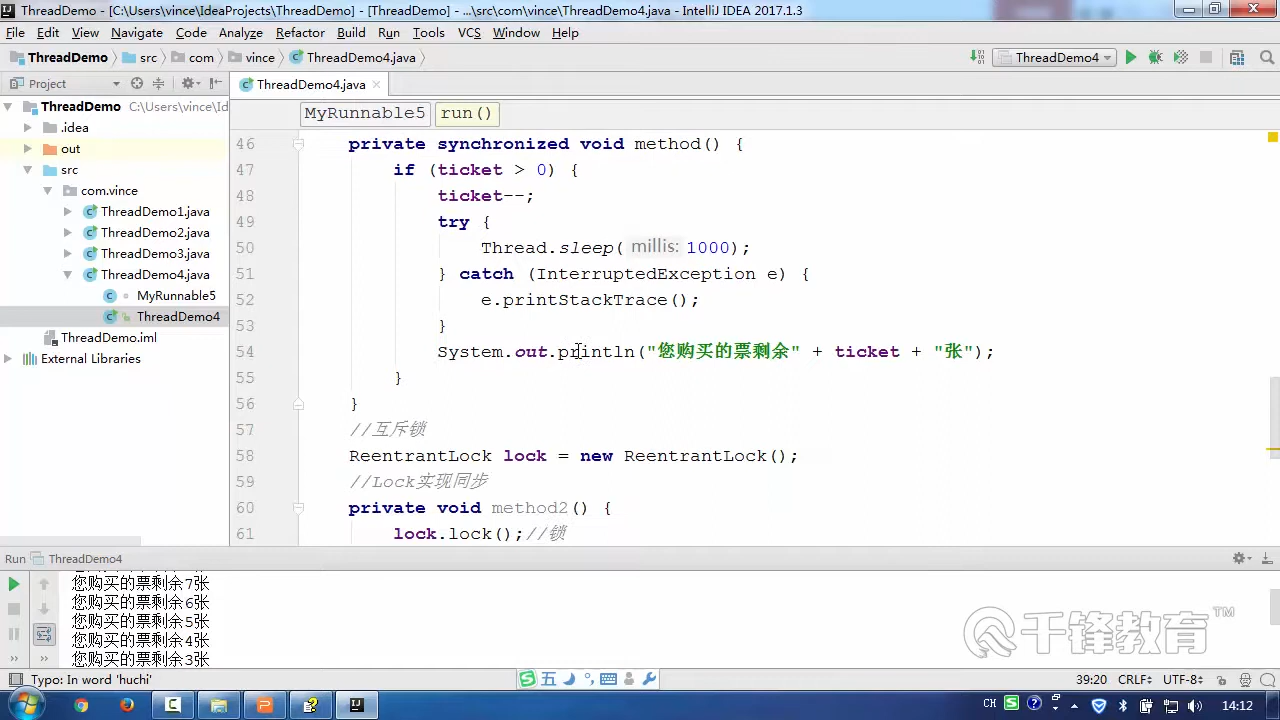 ThreadDemo - [C:\Users\vince\IdeaProjects\ThreadDemo] - [ThreadDemo] - ...\src\com\vince\ThreadDemo4.java - IntelliJ IDEA 2017.1.3
File Edit View Navigate Code Analyze Refactor Build Run Tools VCS Window Help
ThreadDemo src com vince ThreadDemo4.java ThreadDemo4
Project ThreadDemo4.java
ThreadDemo C:\Users\vince\Id
.idea
out
src
com.vince
ThreadDemo1.java
ThreadDemo2.java
ThreadDemo3.java
ThreadDemo4.java
MyRunnable5
ThreadDemo4
ThreadDemo.iml
External Libraries
MyRunnable5 run()
46 private synchronized void method() {
47 if (ticket > 0) {
48 ticket--;
49 try {
50 Thread.sleep( millis: 1000);
51 } catch (InterruptedException e) {
52 e.printStackTrace();
53 }
54 System.out.println("您购买的票剩余" + ticket + "张");
55 }
56 }
57 //互斥锁
58 ReentrantLock lock = new ReentrantLock();
59 //Lock实现同步
60 private void method2() {
61 lock.lock();//锁
Run ThreadDemo4
您购买的票剩余7张
您购买的票剩余6张
您购买的票剩余5张
您购买的票剩余4张
您购买的票剩余3张
千锋教育™
Typo: In word 'huchi' 五 39:20 CRLF UTF-8
CH 14:12